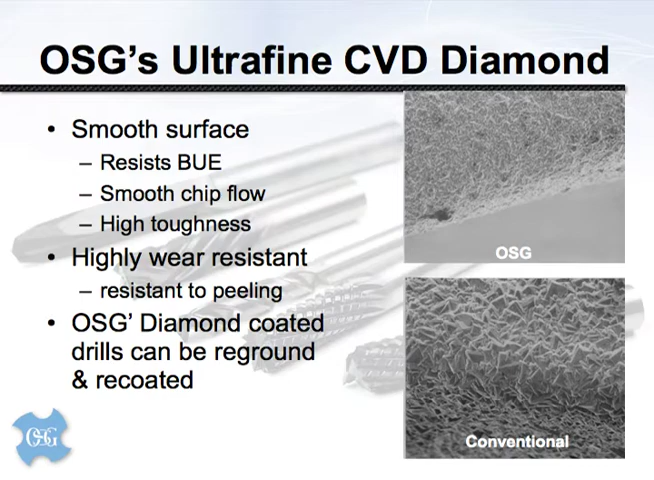 OSG's Ultrafine CVD Diamond
• Smooth surface
– Resists BUE
– Smooth chip flow
– High toughness
• Highly wear resistant
– resistant to peeling
• OSG' Diamond coated
drills can be reground
& recoated
OSG
Conventional
OSG